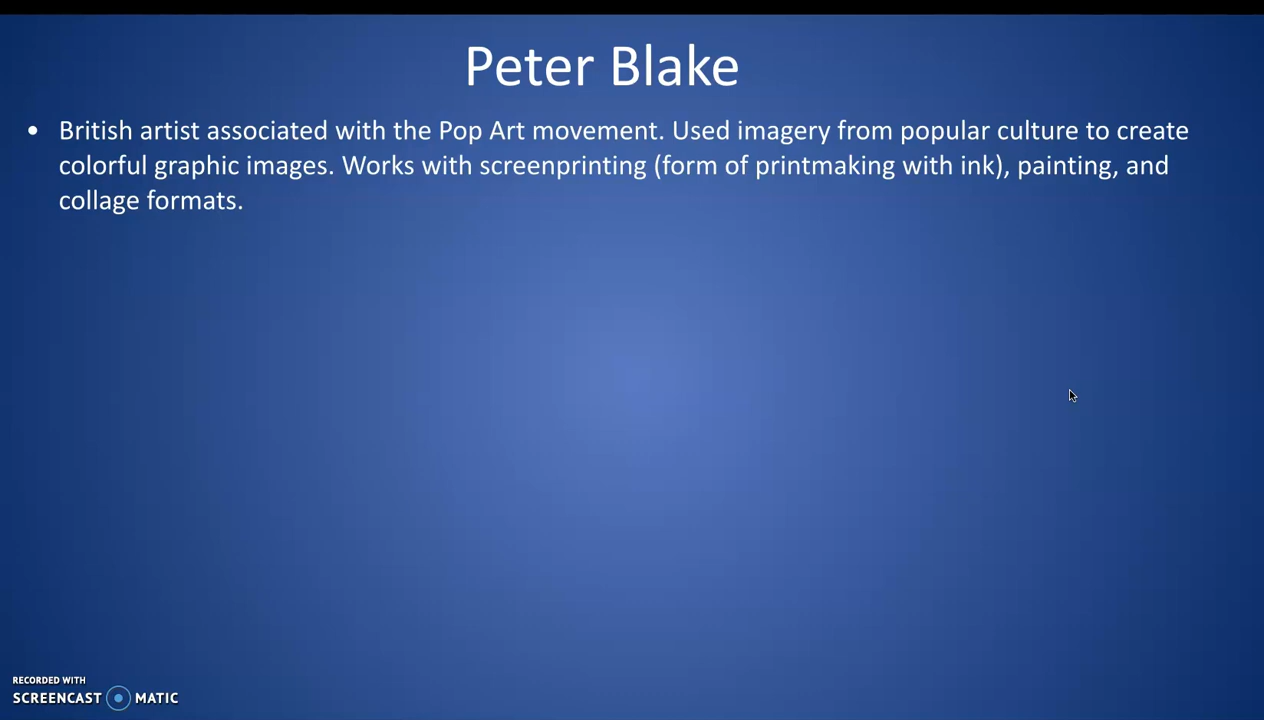 Peter Blake
• British artist associated with the Pop Art movement. Used imagery from popular culture to create
colorful graphic images. Works with screenprinting (form of printmaking with ink), painting, and
collage formats.
RECORDED WITH
SCREENCAST MATIC